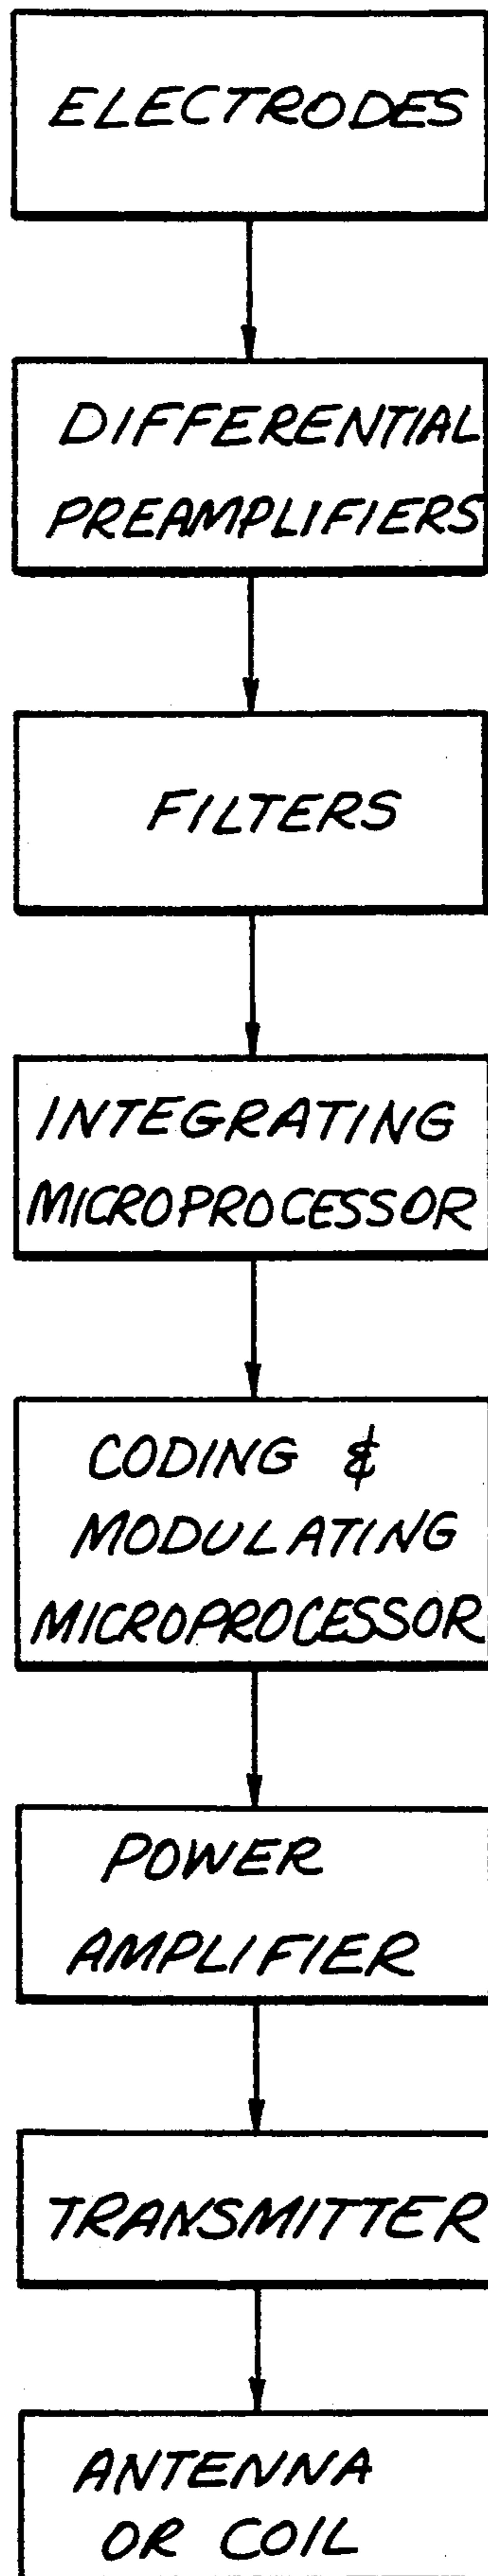 ELECTRODES
DIFFERENTIAL
PREAMPLIFIERS
FILTERS
INTEGRATING
MICROPROCESSOR
CODING &
MODULATING
MICROPROCESSOR
POWER
AMPLIFIER
TRANSMITTER
ANTENNA
OR COIL